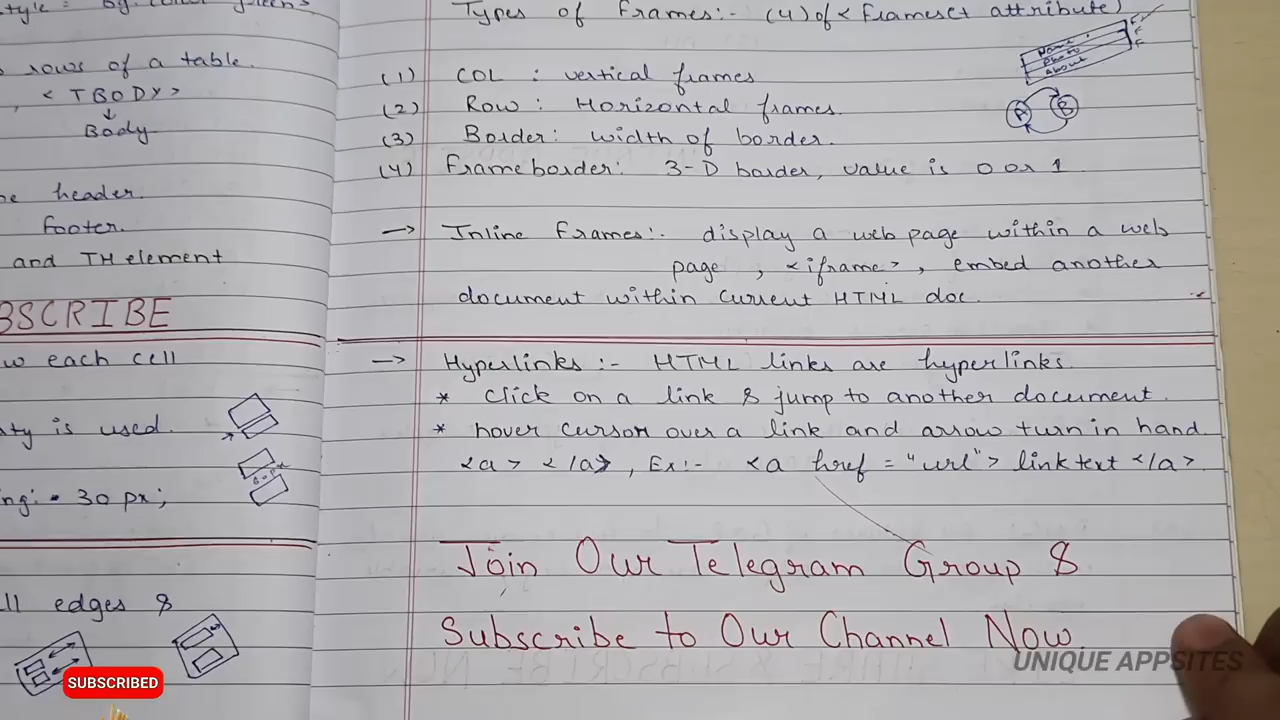 rows of a table.
< TBODY>
Body
header.
footer.
and TH element
BSCRIBE
each cell
is used.
30 px;
edges &
Types of Frames:- (4) of < Frameset attribute)
(1) COL : vertical frames
(2) Row : Horizontal frames.
(3) Border: width of border.
(4) Frameborder: 3-D border, value is 0 or 1
→ Inline Frames:- display a web page within a web
page , <iframe> , embed another
document within current HTML doc.
→ Hyperlinks :- HTML links are hyperlinks.
* click on a link & jump to another document.
* hover cursor over a link and arrow turn in hand.
<a> </a> , Ex:- <a href = "url"> link text </a>
Join Our Telegram Group &
Subscribe to Our Channel Now.
UNIQUE APPSITES
SUBSCRIBED